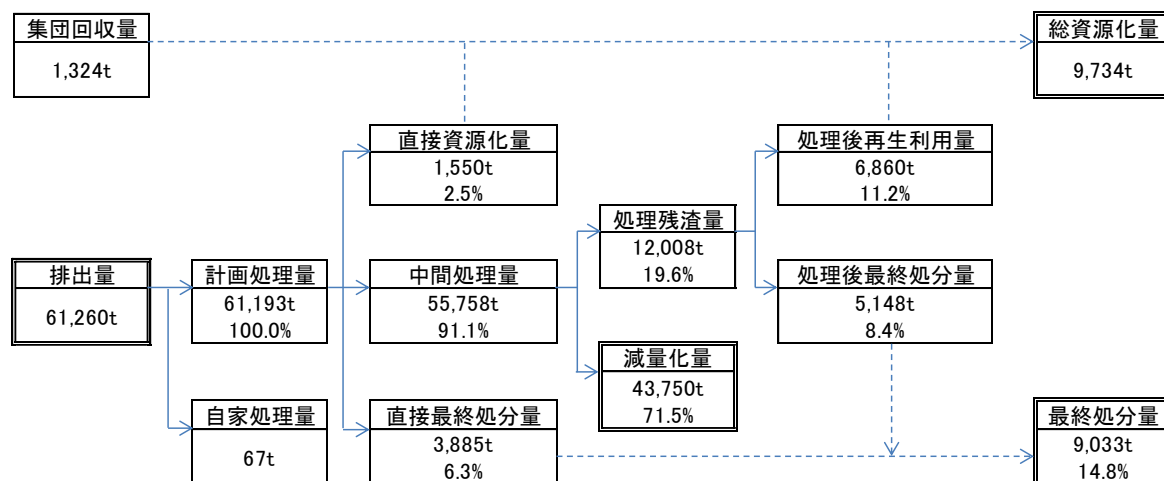 集団回収量
1,324t
総資源化量
9,734t
直接資源化量
1,550t
2.5%
処理後再生利用量
6,860t
11.2%
処理残渣量
12,008t
19.6%
排出量
61,260t
計画処理量
61,193t
100.0%
中間処理量
55,758t
91.1%
処理後最終処分量
5,148t
8.4%
減量化量
43,750t
71.5%
自家処理量
67t
直接最終処分量
3,885t
6.3%
最終処分量
9,033t
14.8%